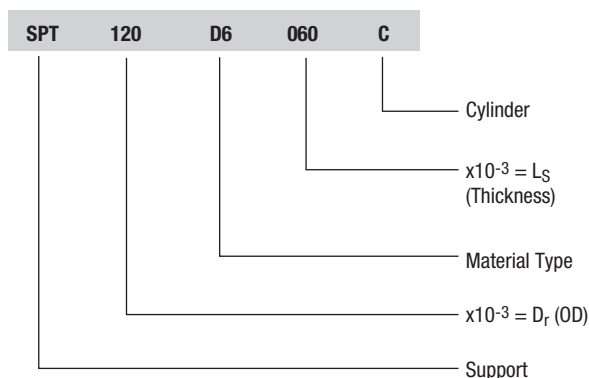 SPT 120 D6 060 C
Cylinder
x10-3 = LS
(Thickness)
Material Type
x10-3 = Dr (OD)
Support